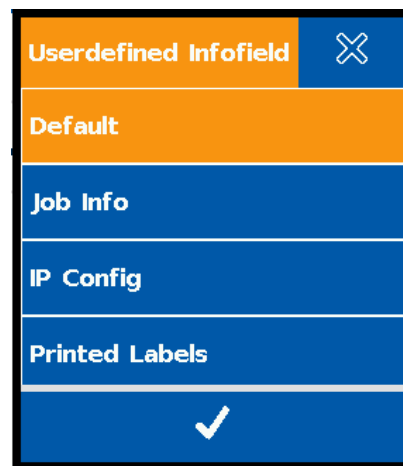 Userdefined Infofield
Default
Job Info
IP Config
Printed Labels